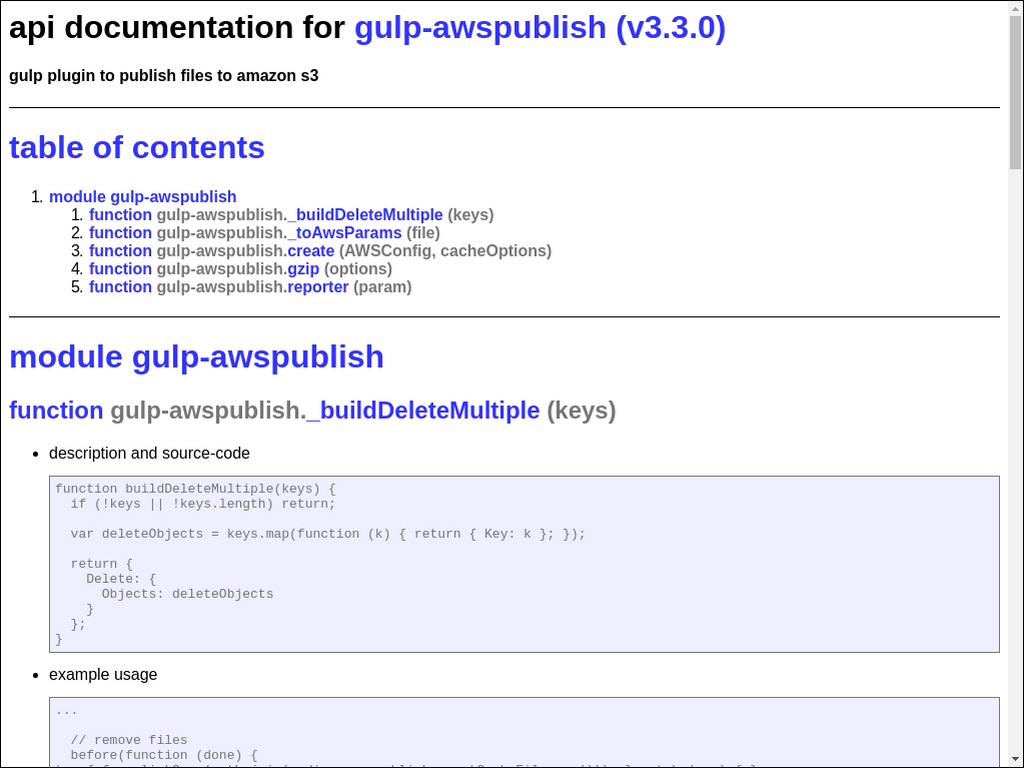 api documentation for gulp-awspublish (v3.3.0)
gulp plugin to publish files to amazon s3
table of contents
1. module gulp-awspublish
1. function gulp-awspublish._buildDeleteMultiple (keys)
2. function gulp-awspublish._toAwsParams (file)
3. function gulp-awspublish.create (AWSConfig, cacheOptions)
4. function gulp-awspublish.gzip (options)
5. function gulp-awspublish.reporter (param)
module gulp-awspublish
function gulp-awspublish._buildDeleteMultiple (keys)
• description and source-code
function buildDeleteMultiple(keys) {
  if (!keys || !keys.length) return;
  var deleteObjects = keys.map(function (k) { return { Key: k }; });
  return {
    Delete: {
      Objects: deleteObjects
    }
  };
}
• example usage
...
  // remove files
  before(function (done) {